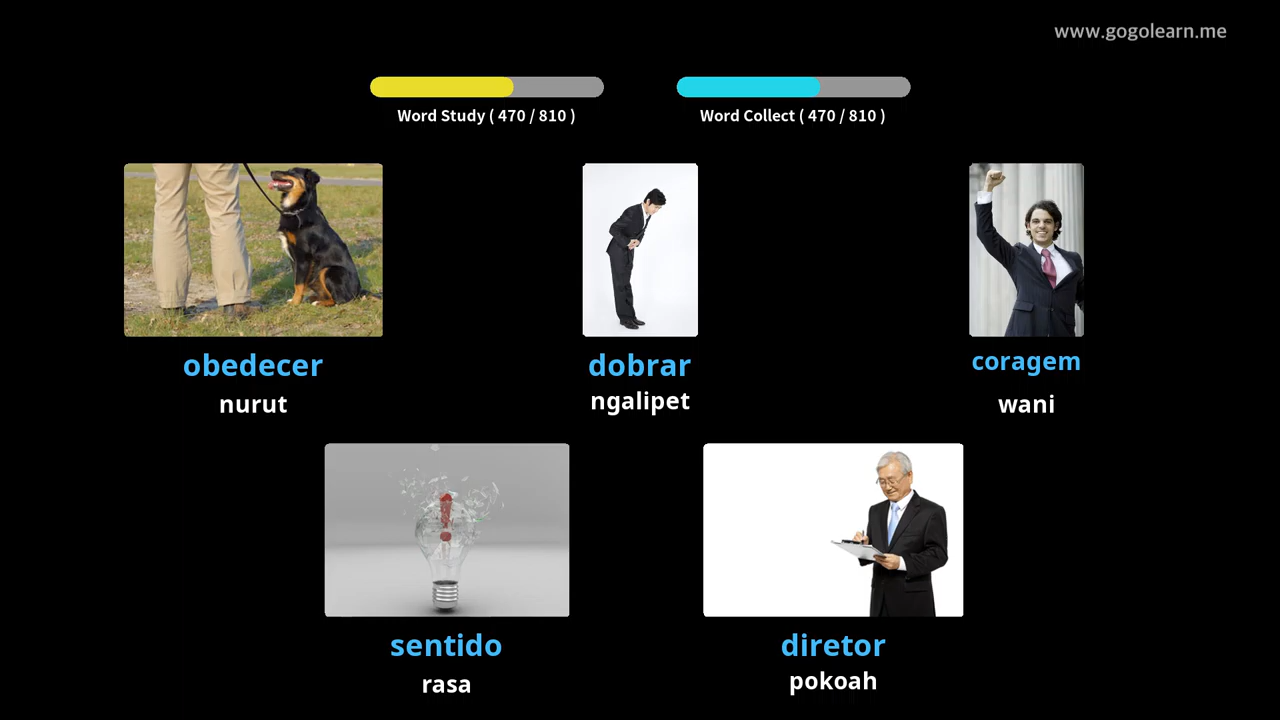 www.gogolearn.me
Word Study ( 470 / 810 )
Word Collect ( 470 / 810 )
obedecer
nurut
dobrar
ngalipet
coragem
wani
sentido
rasa
diretor
pokoah